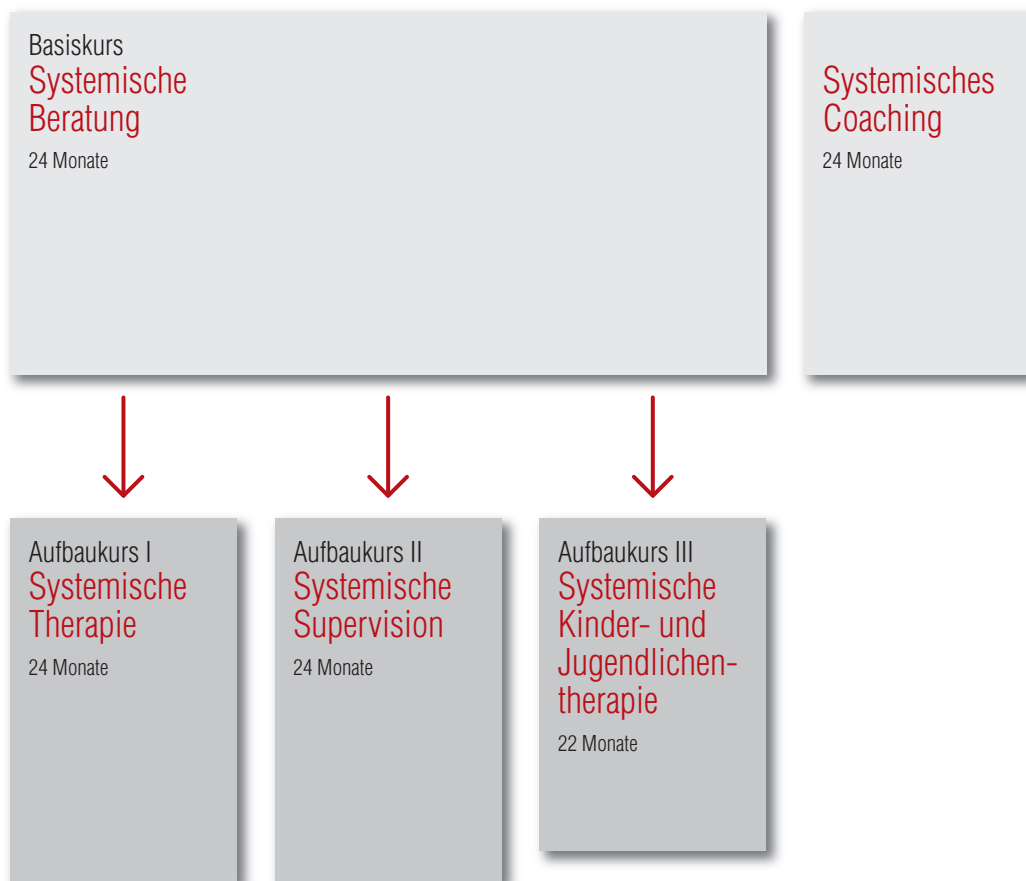 Basiskurs
Systemische
Beratung
24 Monate
Systemisches
Coaching
24 Monate
Aufbaukurs I
Systemische
Therapie
24 Monate
Aufbaukurs II
Systemische
Supervision
24 Monate
Aufbaukurs III
Systemische
Kinder- und
Jugendlichen-
therapie
22 Monate